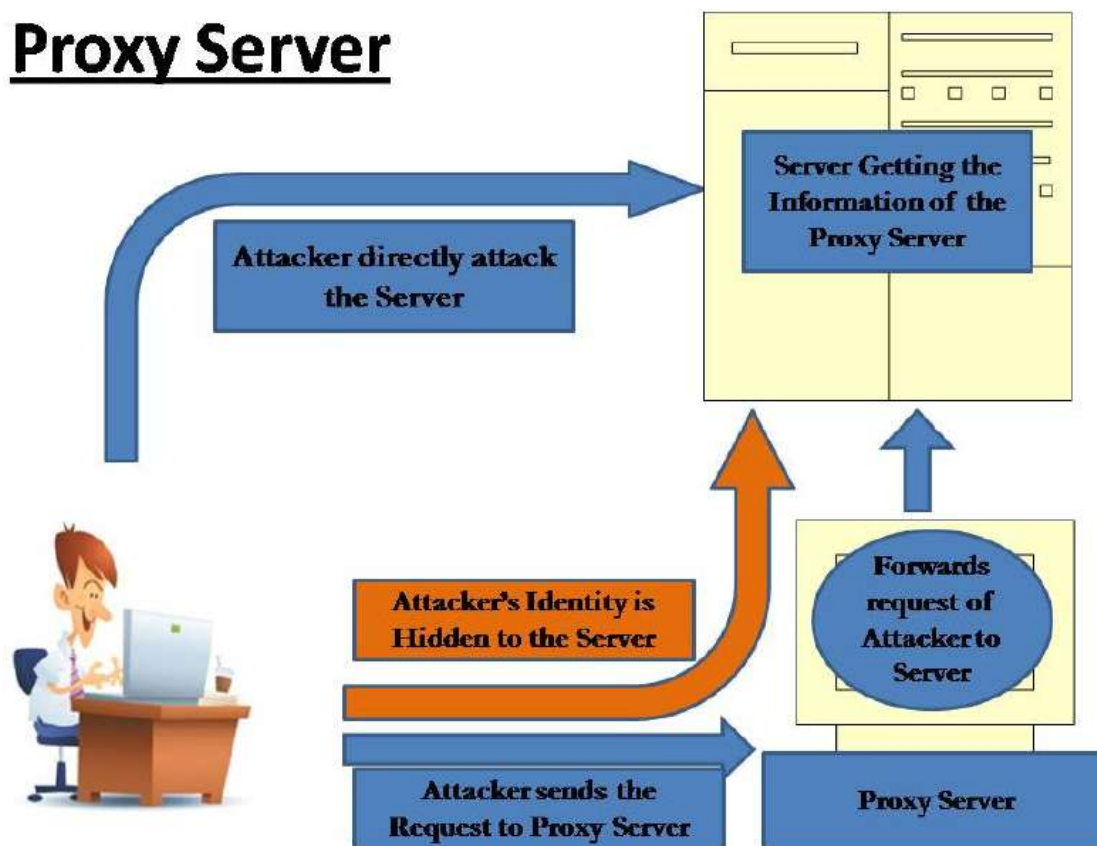 Proxy Server
Server Getting the
Information of the
Proxy Server
Attacker directly attack
the Server
Attacker's Identity is
Hidden to the Server
Forwards
request of
Attacker to
Server
Attacker sends the
Request to Proxy Server
Proxy Server